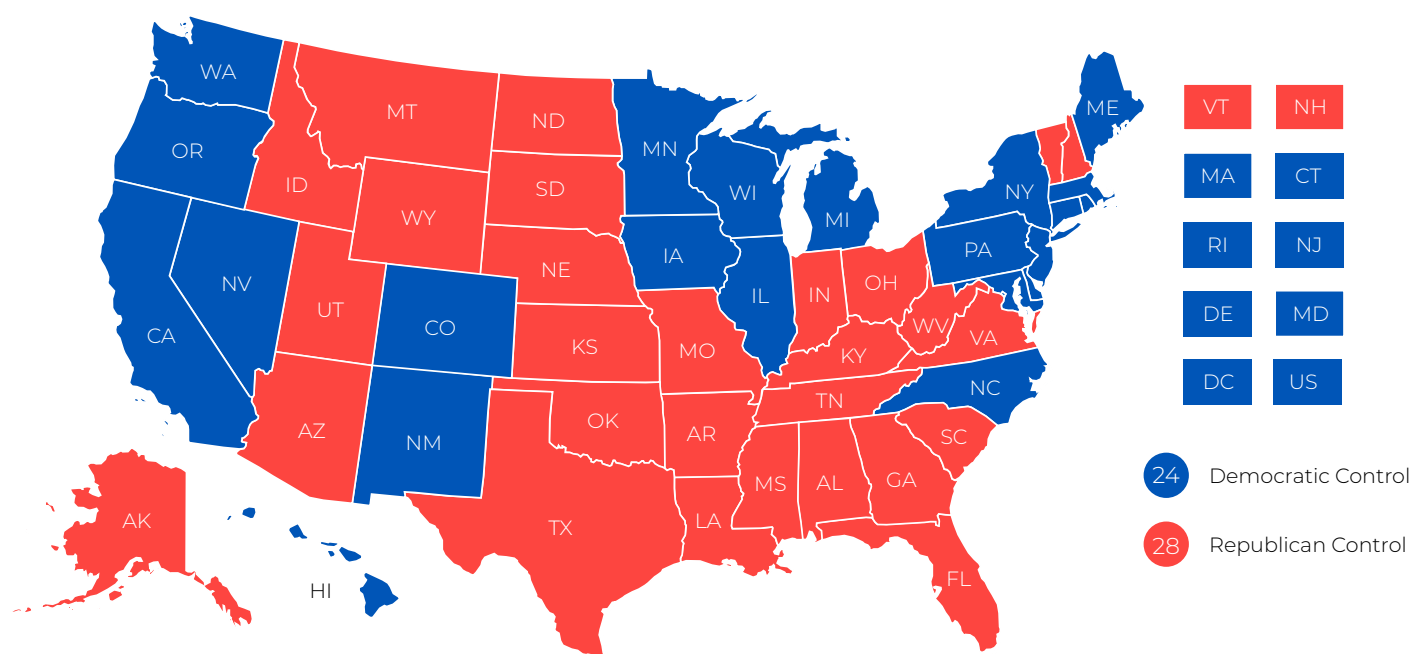 WA
MT
ND
MN
ME
VT
NH
OR
ID
SD
WI
NY
MA
CT
WY
MI
PA
RI
NJ
NE
IA
NV
UT
CO
IL
IN
OH
WV
VA
DE
MD
CA
KS
MO
KY
NC
DC
US
AZ
NM
OK
AR
TN
SC
MS
AL
GA
24
Democratic Control
AK
TX
LA
28
Republican Control
HI
FL